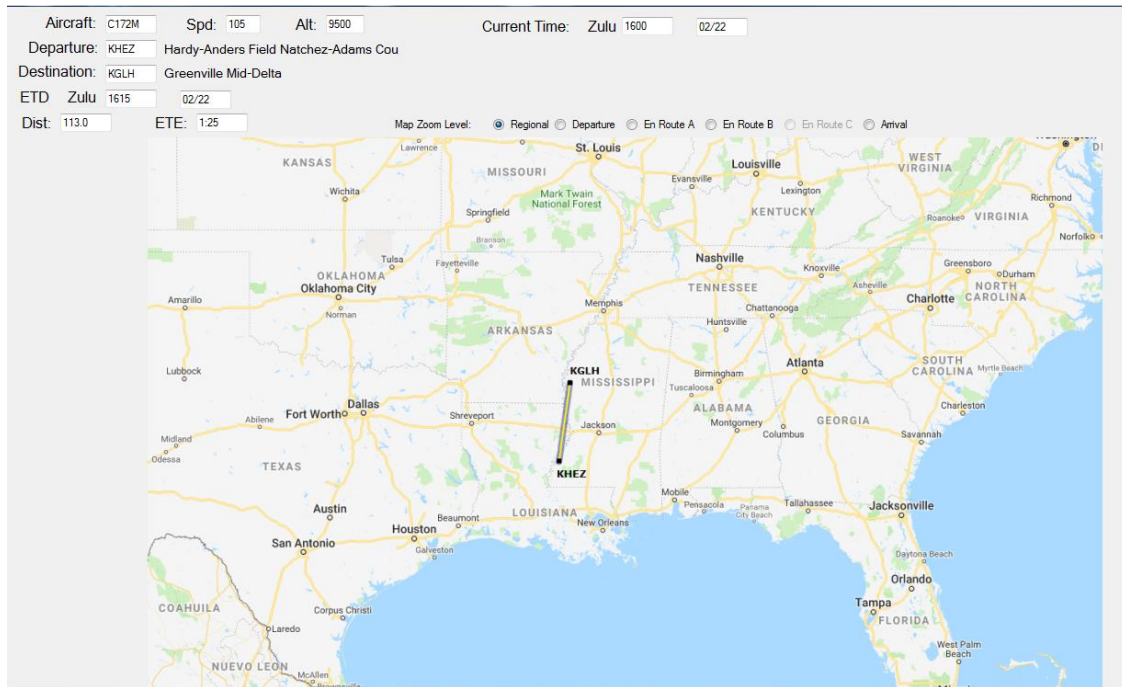 Aircraft: C172M Spd: 105 Alt: 9500 Current Time: Zulu 1600 02/22
Departure: KHEZ Hardy-Anders Field Natchez-Adams Cou
Destination: KGLH Greenville Mid-Delta
ETD Zulu 1615 02/22
Dist: 113.0 ETE: 1:25 Map Zoom Level: Regional Departure En Route A En Route B En Route C Arrival
Washington
Lawrence
St. Louis
KANSAS
MISSOURI
Louisville
WEST VIRGINIA
Evansville
Lexington
Wichita
Mark Twain
National Forest
Richmond
Springfield
KENTUCKY
Roanoke
VIRGINIA
Norfolk
Branson
Tulsa
Fayetteville
Nashville
Knoxville
Greensboro
Durham
OKLAHOMA
Oklahoma City
TENNESSEE
Asheville
NORTH
CAROLINA
Charlotte
Amarillo
Memphis
Chattanooga
Norman
Huntsville
ARKANSAS
Lubbock
KGLH
MISSISSIPPI
Birmingham
Atlanta
SOUTH
CAROLINA
Myrtle Beach
Tuscaloosa
Dallas
Fort Worth
Abilene
Shreveport
Jackson
ALABAMA
Montgomery
Columbus
GEORGIA
Charleston
Savannah
Midland
Odessa
TEXAS
KHEZ
Mobile
Pensacola
Panama
City Beach
Tallahassee
Jacksonville
Austin
LOUISIANA
Beaumont
Houston
New Orleans
San Antonio
Galveston
Daytona Beach
Orlando
COAHUILA
Corpus Christi
Tampa
FLORIDA
Laredo
West Palm
Beach
NUEVO LEON
McAllen
Brownsville